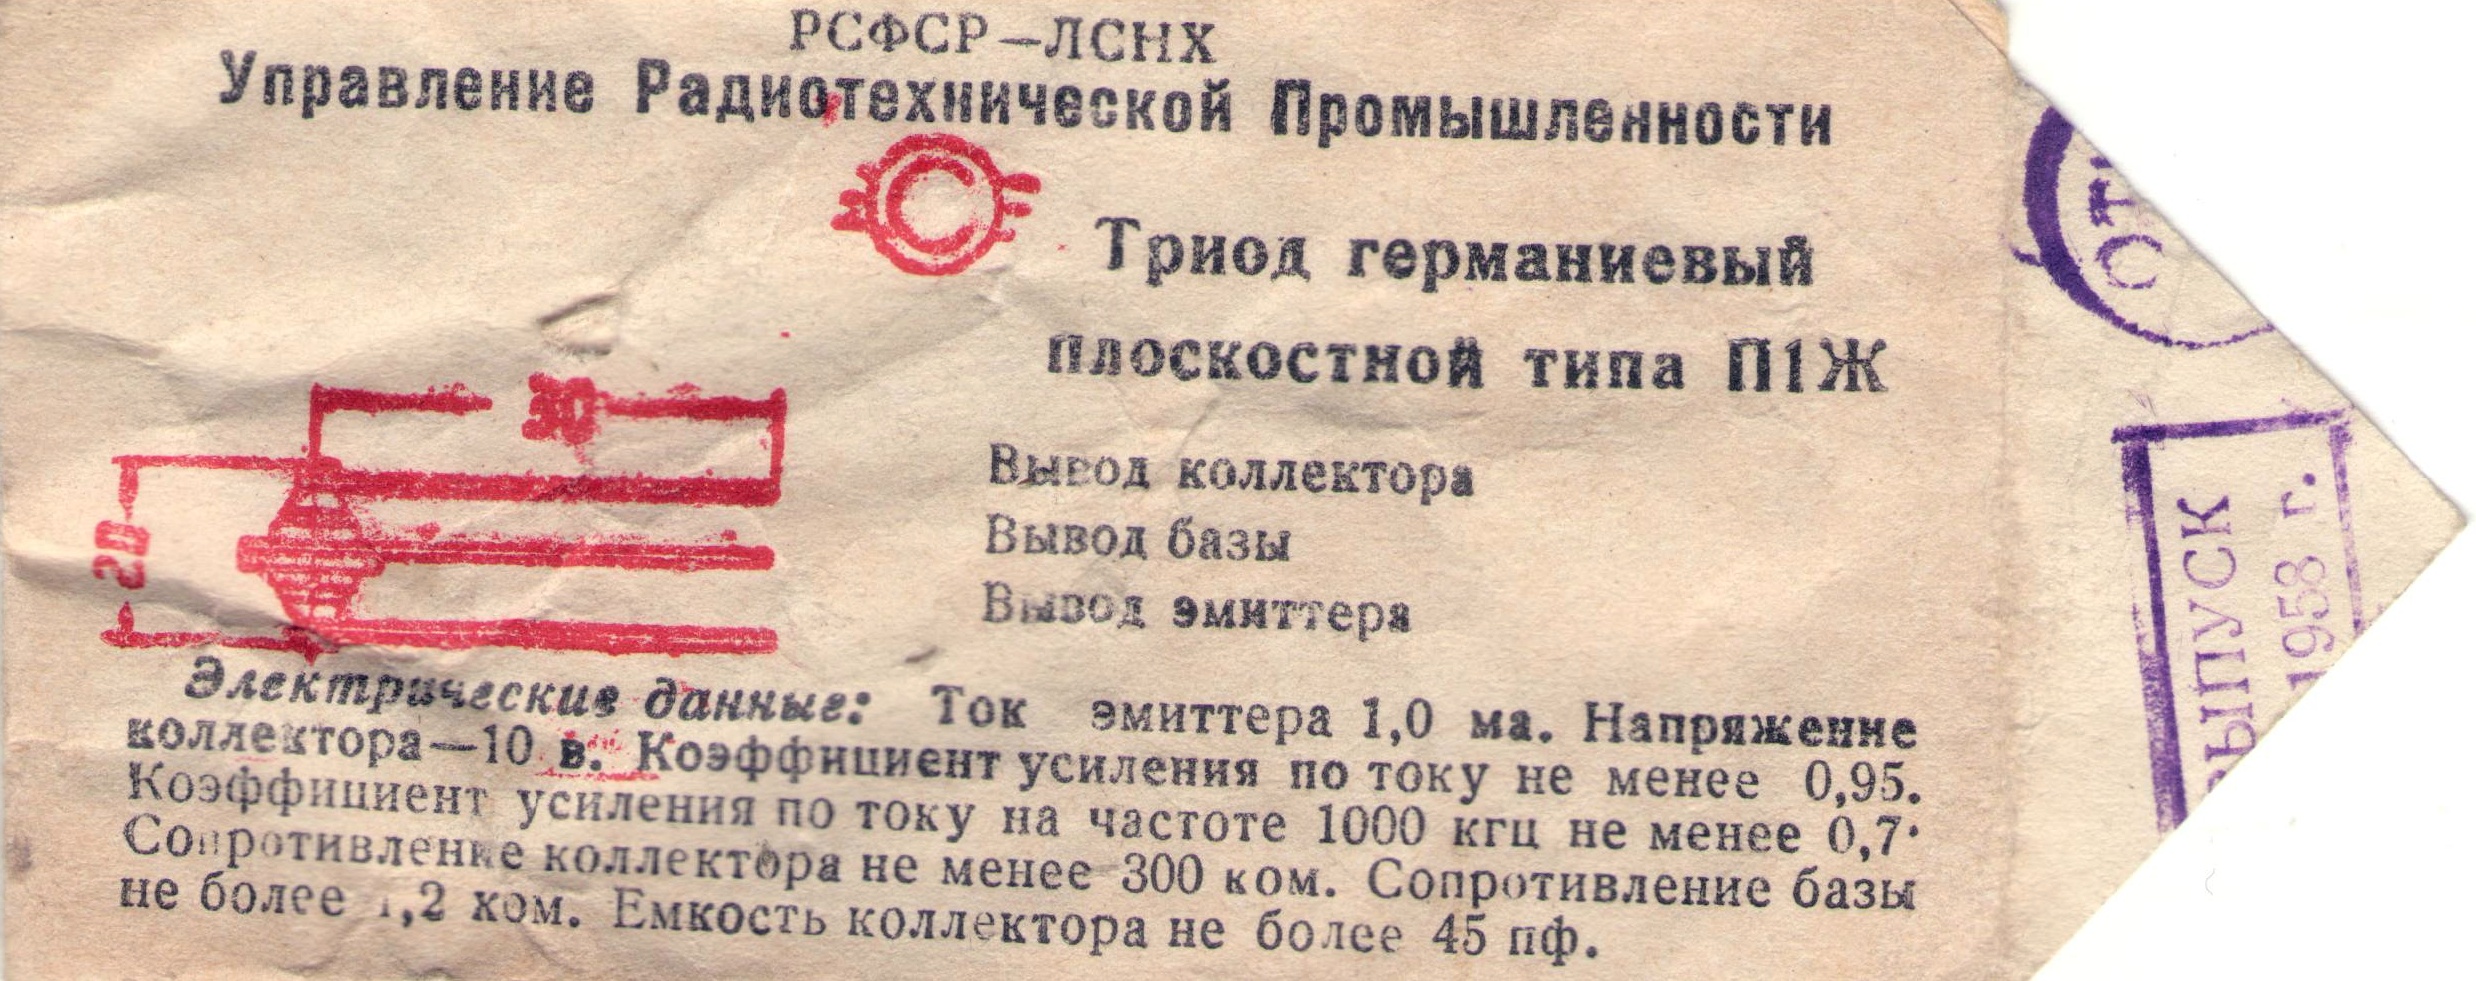 РСФСР—ЛСНХ
Управление Радиотехнической Промышленности
Триод германиевый
плоскостной типа П1Ж
30
20
Вывод коллектора
Вывод базы
Вывод эмиттера
Электрические данные: Ток эмиттера 1,0 ма. Напряжение
коллектора—10 в. Коэффициент усиления по току не менее 0,95.
Коэффициент усиления по току на частоте 1000 кгц не менее 0,7.
Сопротивление коллектора не менее 300 ком. Сопротивление базы
не более 1,2 ком. Емкость коллектора не более 45 пф.
ВЫПУСК
1958 г.